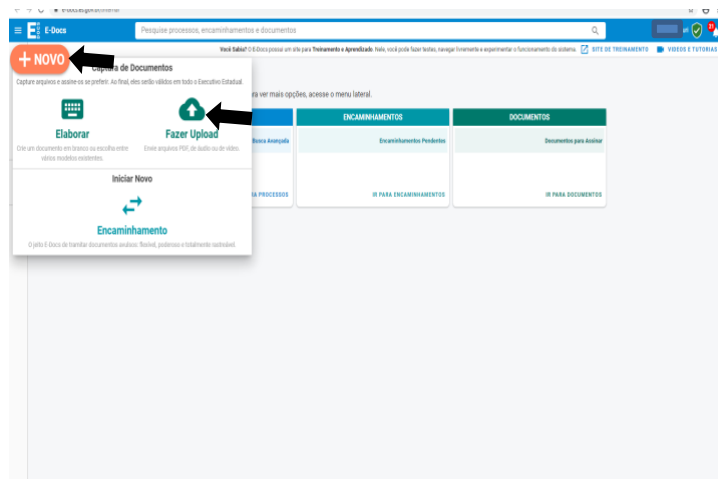 E-Docs
Pesquise processos, encaminhamentos e documentos
Você Sabia? O E-Docs possui um site para Treinamento e Aprendizado. Nele, você pode fazer testes, navegar livremente e experimentar o funcionamento do sistema.
SITE DE TREINAMENTO
VIDEOS E TUTORIAS
+ NOVO
Captura de Documentos
Capture arquivos e assine-os se preferir. Ao final, eles serão válidos em todo o Executivo Estadual.
ra ver mais opções, acesse o menu lateral.
Elaborar
Crie um documento em branco ou escolha entre
vários modelos existentes.
Fazer Upload
Envie arquivos PDF, de áudio ou de vídeo.
Iniciar Novo
Encaminhamento
O jeito E-Docs de tramitar documentos avulsos: flexível, poderoso e totalmente rastreável.
Busca Avançada
PROCESSOS
ENCAMINHAMENTOS
Encaminhamentos Pendentes
IR PARA ENCAMINHAMENTOS
DOCUMENTOS
Documentos para Assinar
IR PARA DOCUMENTOS